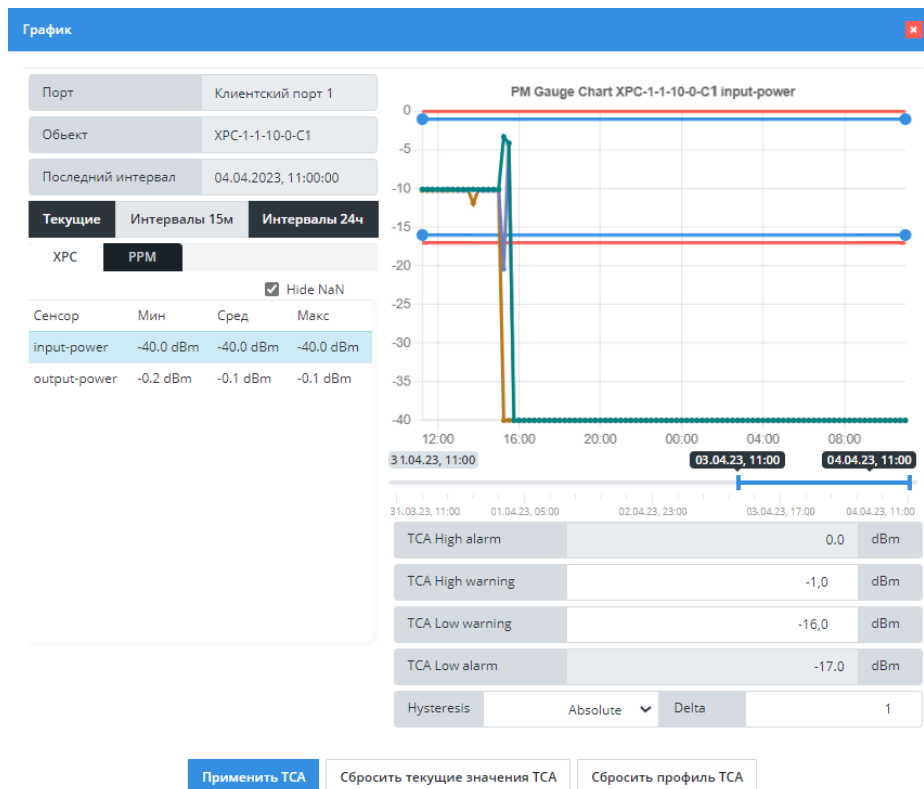 График
Порт Клиентский порт 1
Обьект XPC-1-1-10-0-C1
Последний интервал 04.04.2023, 11:00:00
Текущие Интервалы 15м Интервалы 24ч
XPC PPM
Hide NaN
Сенсор Мин Сред Макс
input-power -40.0 dBm -40.0 dBm -40.0 dBm
output-power -0.2 dBm -0.1 dBm -0.1 dBm
PM Gauge Chart XPC-1-1-10-0-C1 input-power
0
-5
-10
-15
-20
-25
-30
-35
-40
12:00 16:00 20:00 00:00 04:00 08:00
31.04.23, 11:00 03.04.23, 11:00 04.04.23, 11:00
31.03.23, 11:00 01.04.23, 05:00 02.04.23, 23:00 03.04.23, 17:00 04.04.23, 11:00
TCA High alarm 0.0 dBm
TCA High warning -1,0 dBm
TCA Low warning -16,0 dBm
TCA Low alarm -17.0 dBm
Hysteresis Absolute Delta 1
Применить TCA Сбросить текущие значения TCA Сбросить профиль TCA